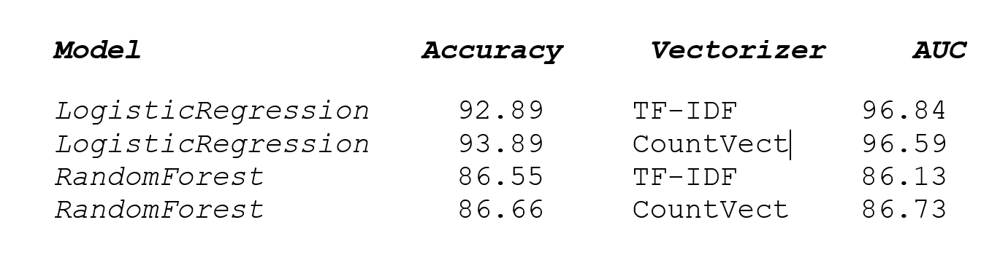 Model Accuracy Vectorizer AUC
LogisticRegression 92.89 TF-IDF 96.84
LogisticRegression 93.89 CountVect 96.59
RandomForest 86.55 TF-IDF 86.13
RandomForest 86.66 CountVect 86.73